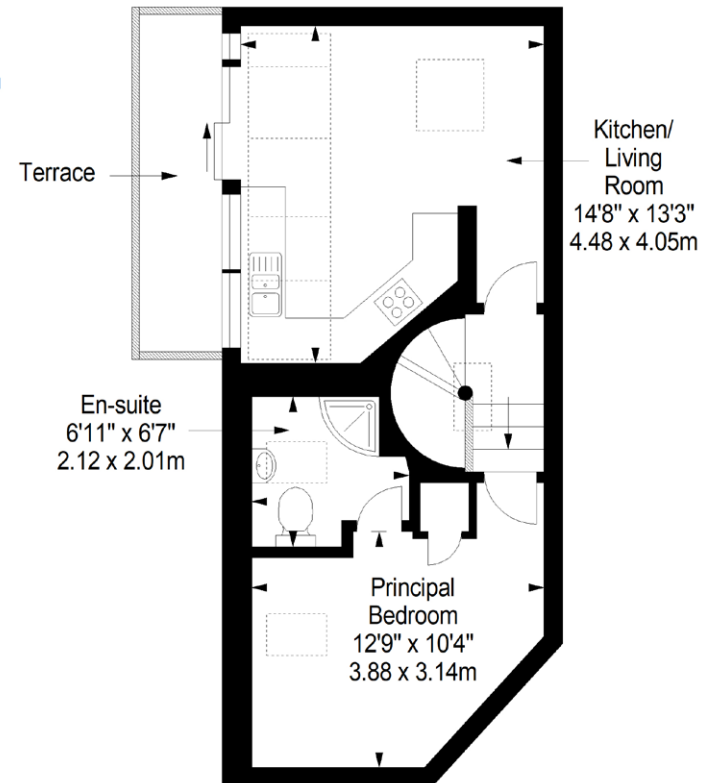 Terrace
Kitchen/
Living
Room
14'8" x 13'3"
4.48 x 4.05m
En-suite
6'11" x 6'7"
2.12 x 2.01m
Principal
Bedroom
12'9" x 10'4"
3.88 x 3.14m